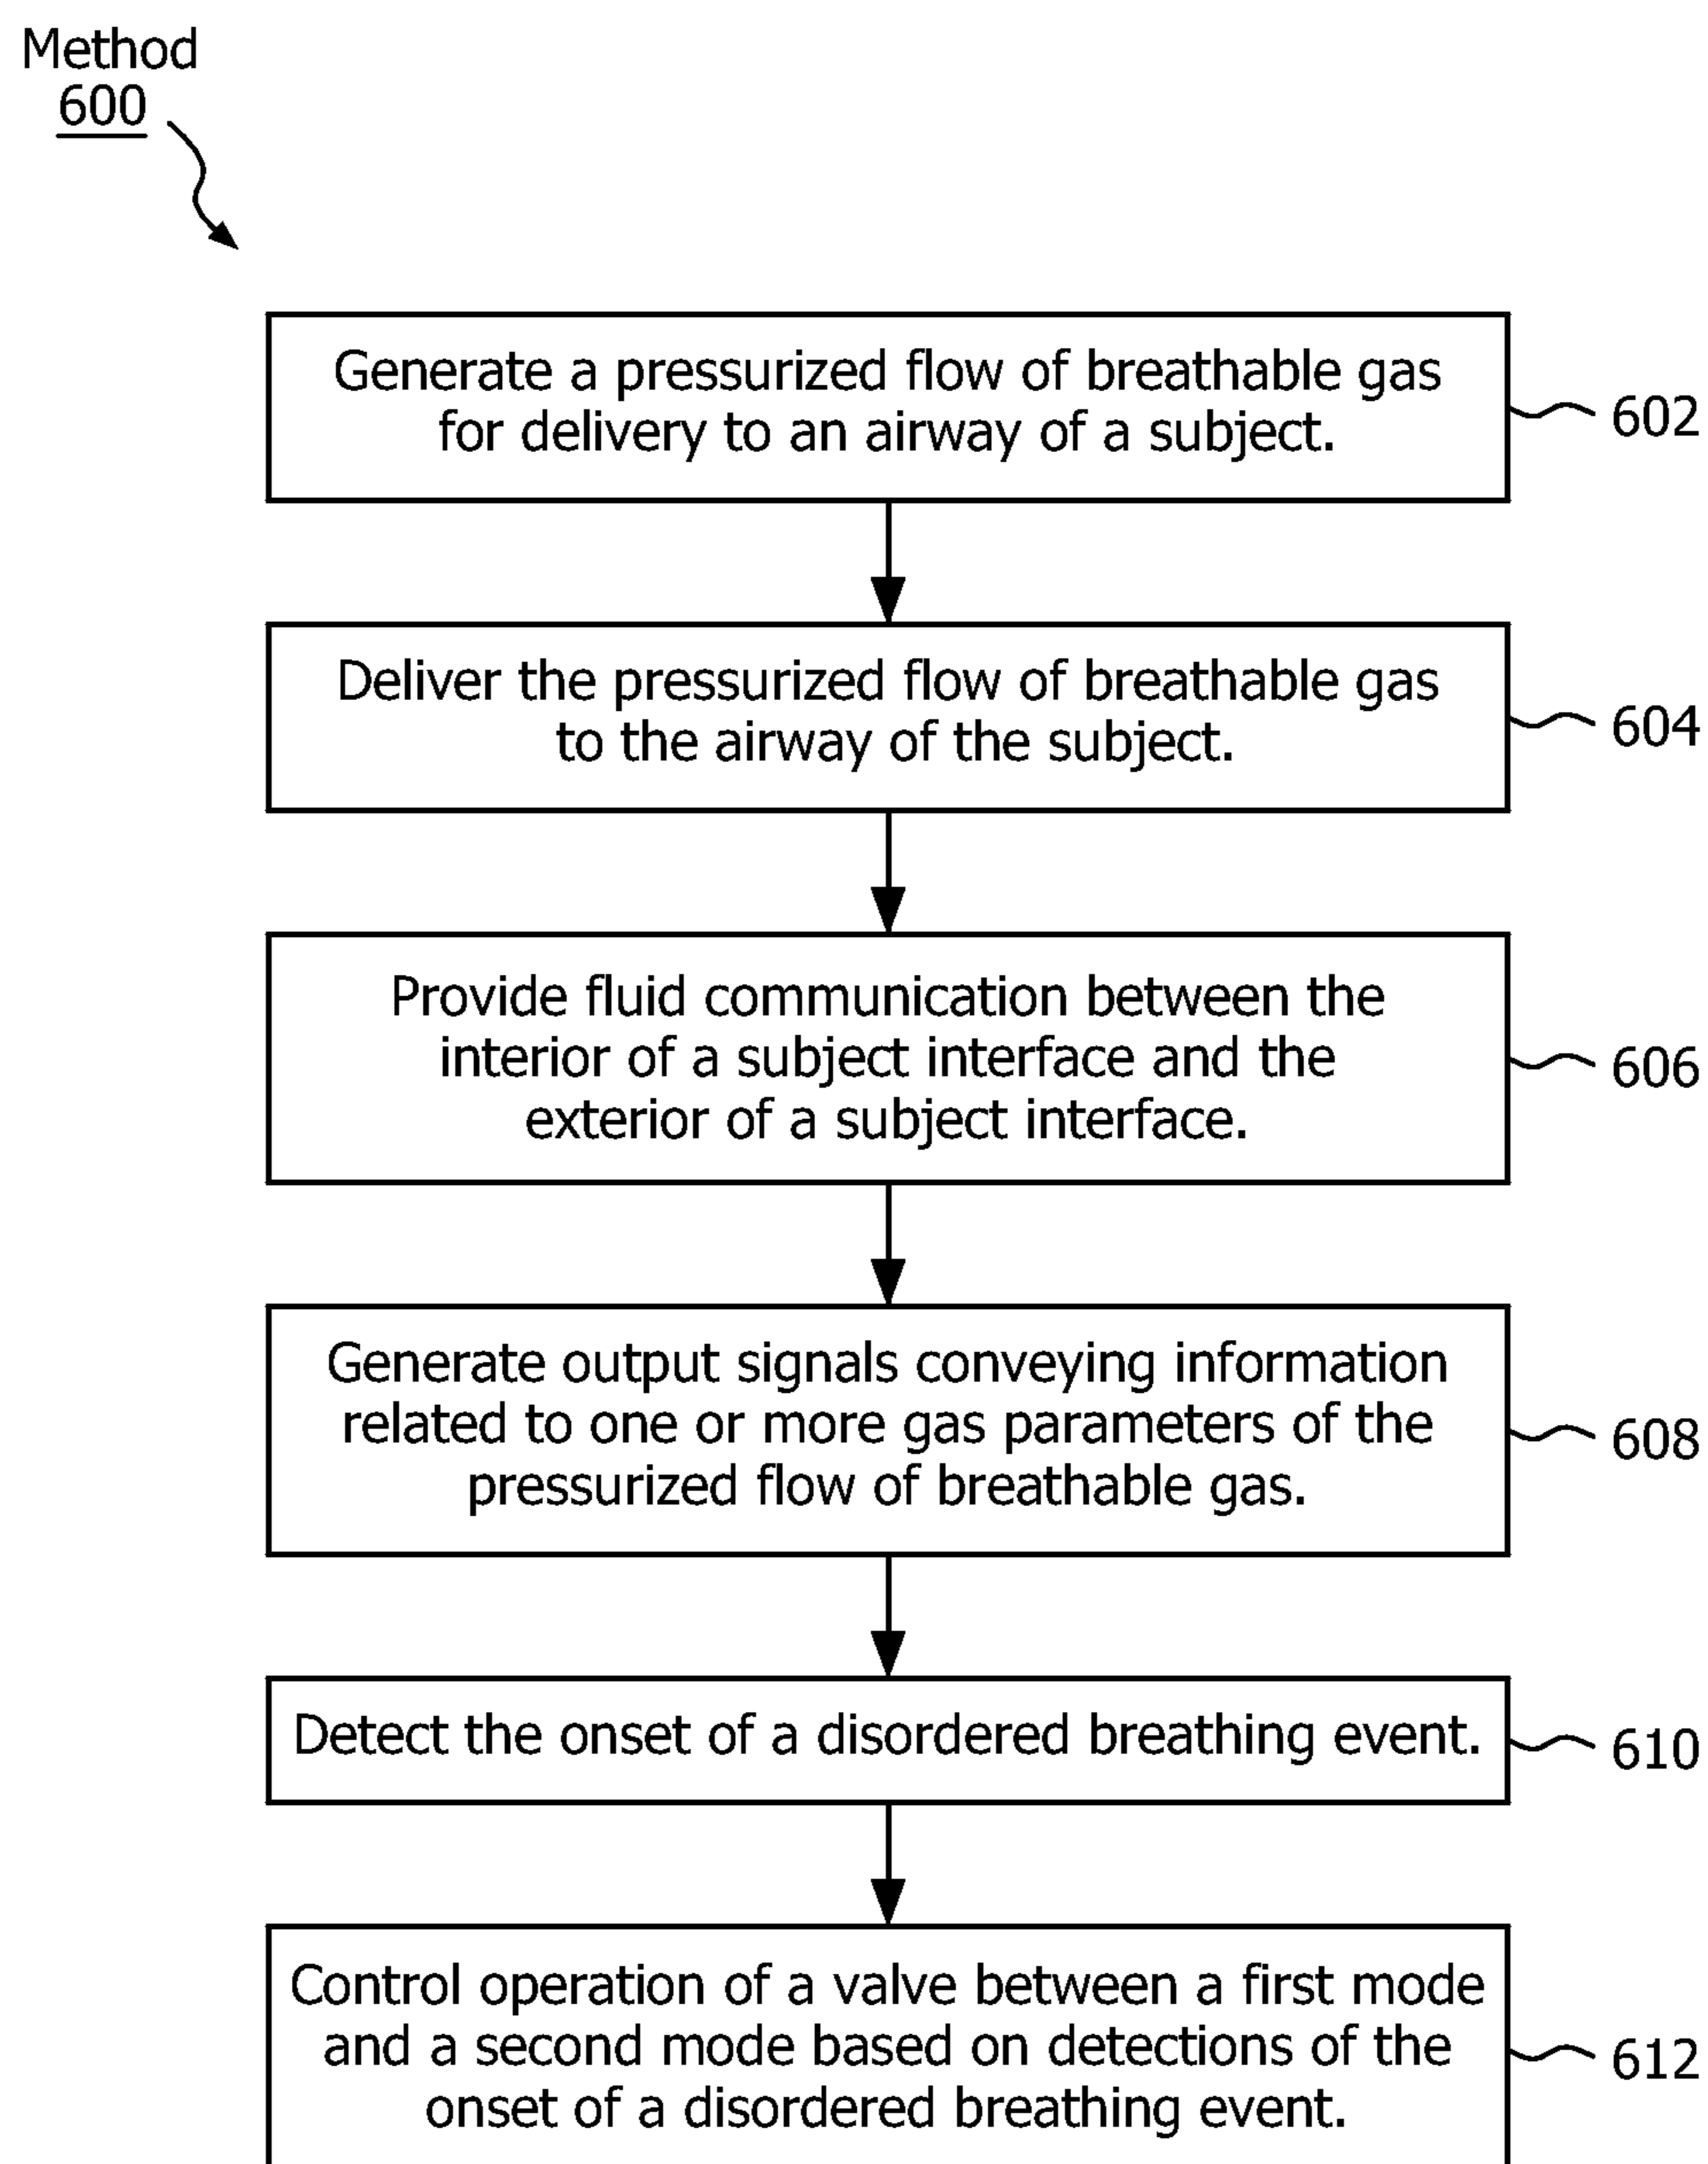 Method
600
Generate a pressurized flow of breathable gas
for delivery to an airway of a subject.
602
Deliver the pressurized flow of breathable gas
to the airway of the subject.
604
Provide fluid communication between the
interior of a subject interface and the
exterior of a subject interface.
606
Generate output signals conveying information
related to one or more gas parameters of the
pressurized flow of breathable gas.
608
Detect the onset of a disordered breathing event.
610
Control operation of a valve between a first mode
and a second mode based on detections of the
onset of a disordered breathing event.
612